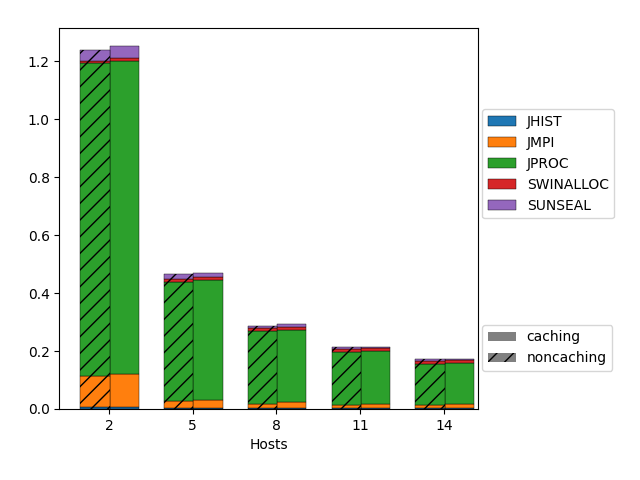 1.2
1.0
0.8
0.6
0.4
0.2
0.0
2 5 8 11 14
Hosts
JHIST
JMPI
JPROC
SWINALLOC
SUNSEAL
caching
noncaching